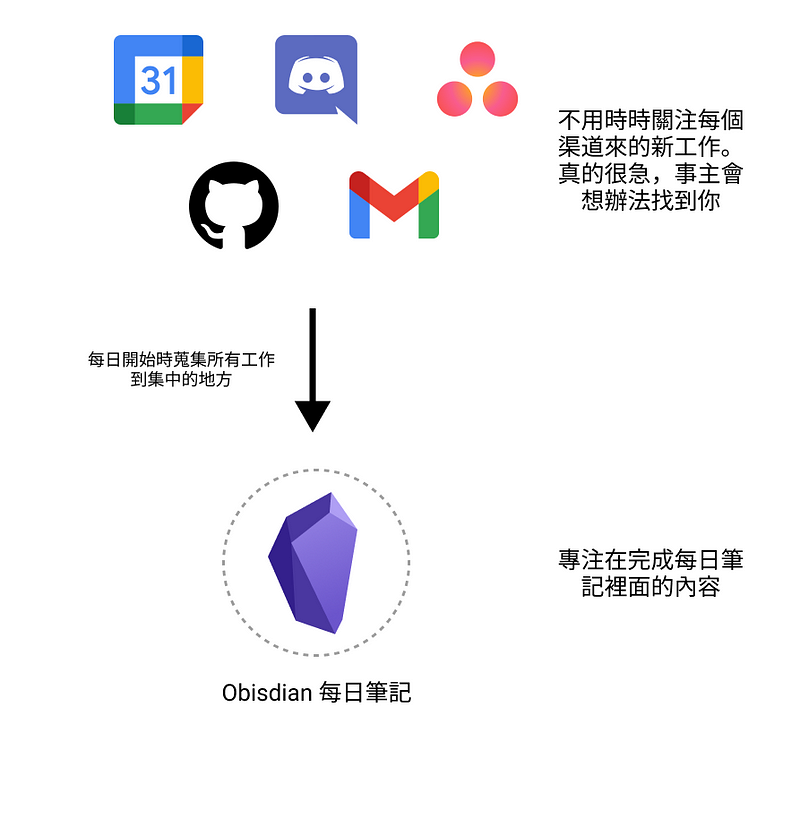 31
不用時時關注每個
渠道來的新工作。
真的很急，事主會
想辦法找到你
每日開始時蒐集所有工作
到集中的地方
專注在完成每日筆
記裡面的內容
Obisdian 每日筆記